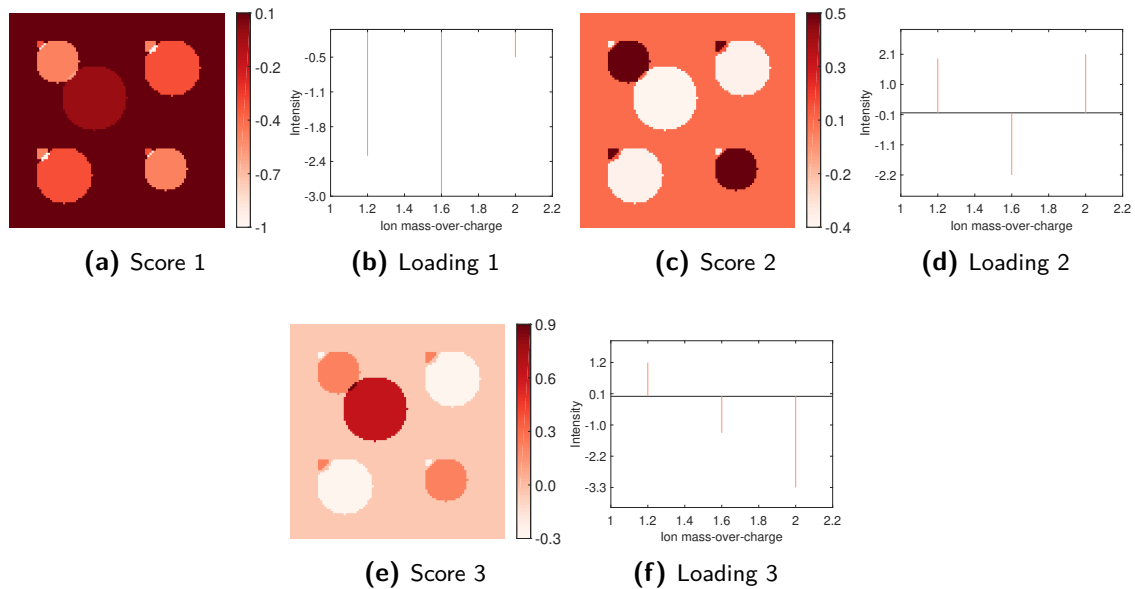 0.1
-0.2
-0.4
-0.7
-1
Intensity
-0.5
-1.1
-1.8
-2.4
-3.0
1 1.2 1.4 1.6 1.8 2 2.2
Ion mass-over-charge
0.5
0.3
0.1
-0.2
-0.4
Intensity
2.1
1.0
-0.1
-1.1
-2.2
1 1.2 1.4 1.6 1.8 2 2.2
Ion mass-over-charge
(a) Score 1
(b) Loading 1
(c) Score 2
(d) Loading 2
0.9
0.6
0.3
0.0
-0.3
Intensity
1.2
0.1
-1.0
-2.2
-3.3
1 1.2 1.4 1.6 1.8 2 2.2
Ion mass-over-charge
(e) Score 3
(f) Loading 3